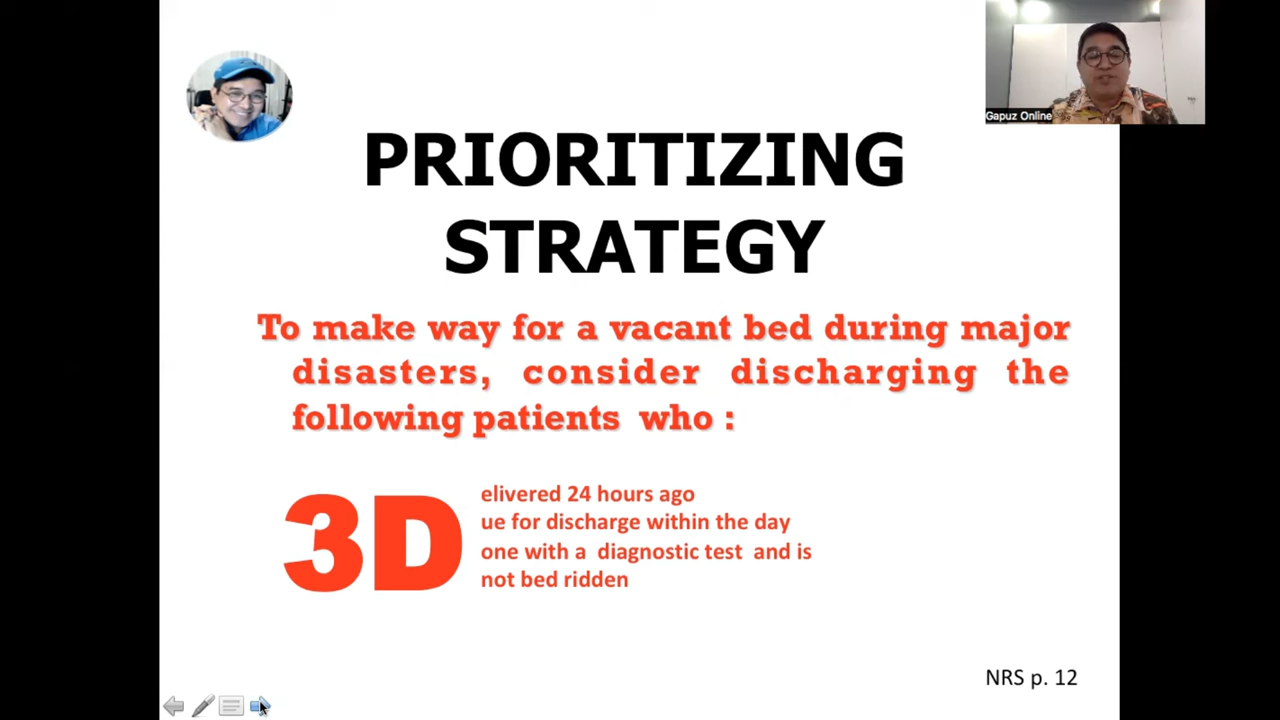 Gapuz Online
PRIORITIZING
STRATEGY
To make way for a vacant bed during major
disasters, consider discharging the
following patients who :
3D
elivered 24 hours ago
ue for discharge within the day
one with a diagnostic test and is
not bed ridden
NRS p. 12